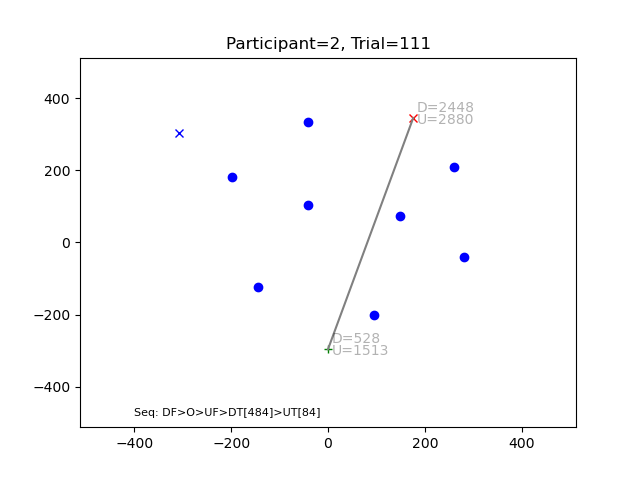 Participant=2, Trial=111
D=2448
U=2880
D=528
U=1513
Seq: DF>O>UF>DT[484]>UT[84]
400
200
0
−200
−400
−400
−200
0
200
400